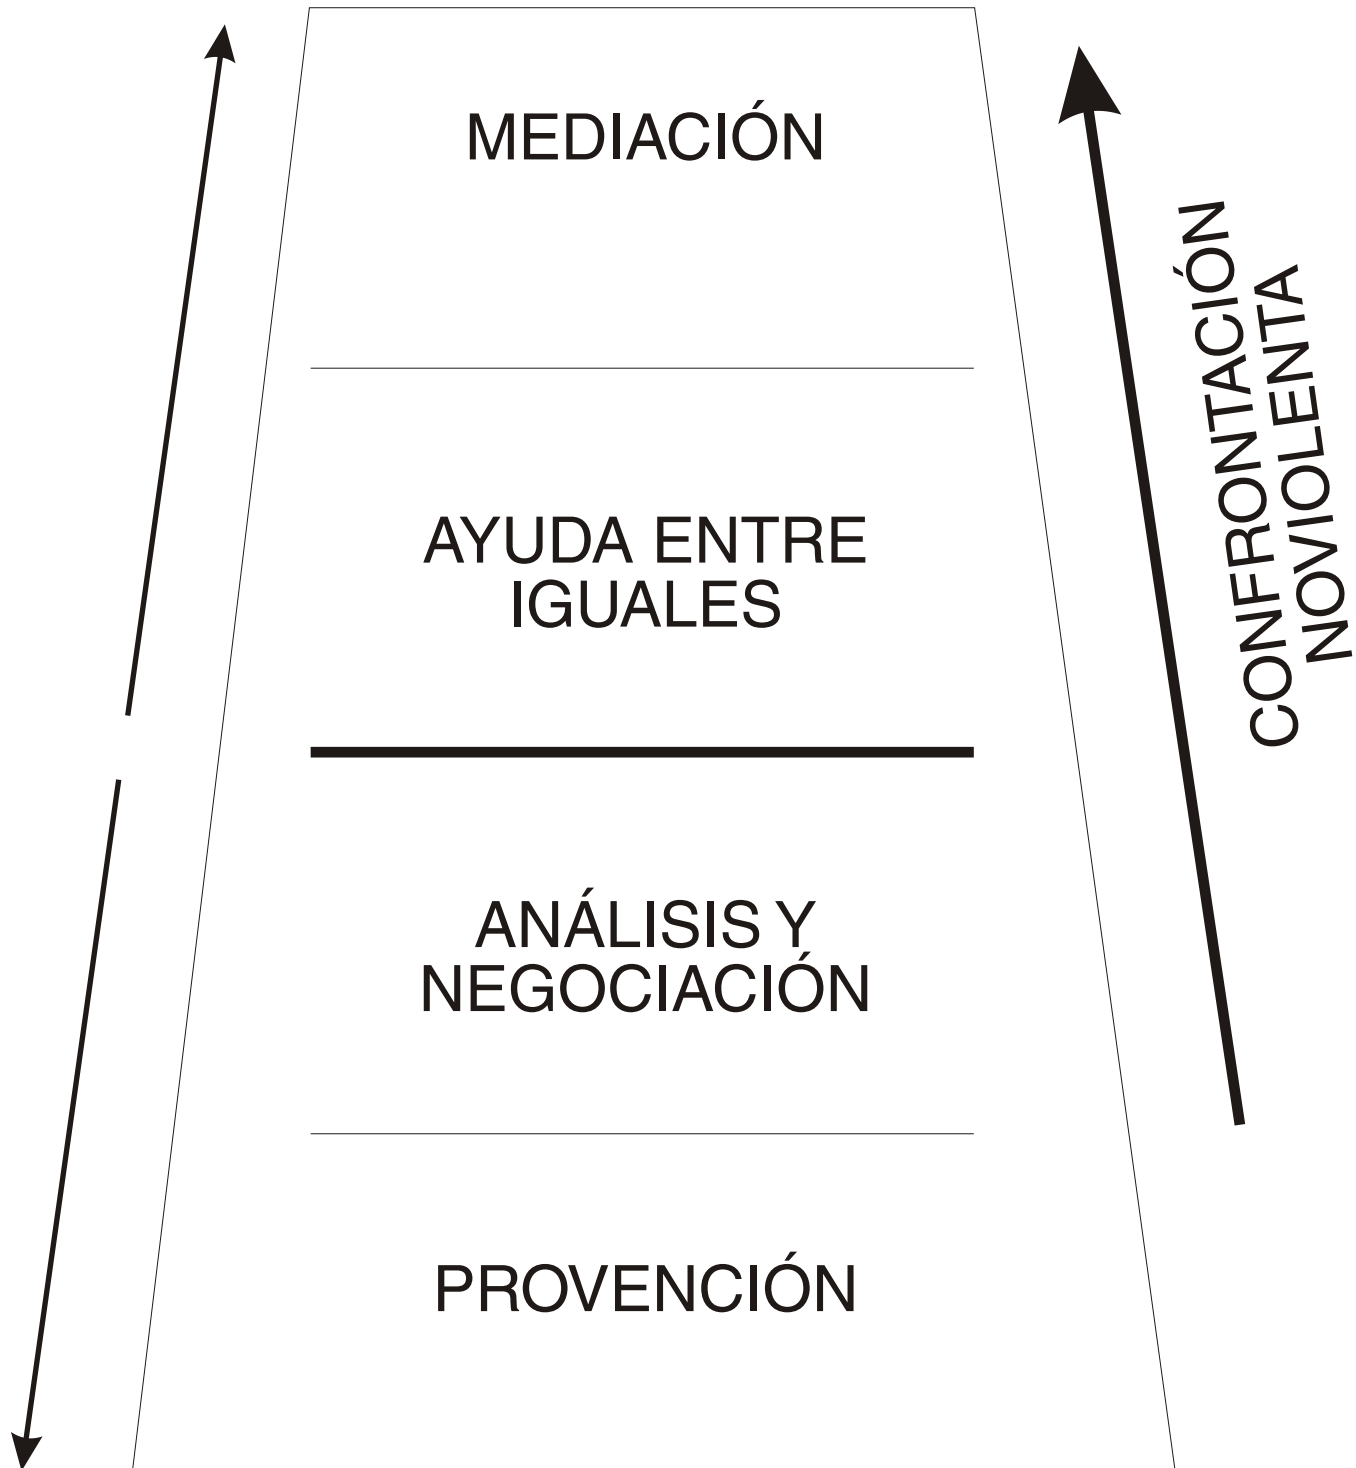 MEDIACIÓN
AYUDA ENTRE
IGUALES
ANÁLISIS Y
NEGOCIACIÓN
PROVENCIÓN
CONFRONTACIÓN
NOVIOLENTA